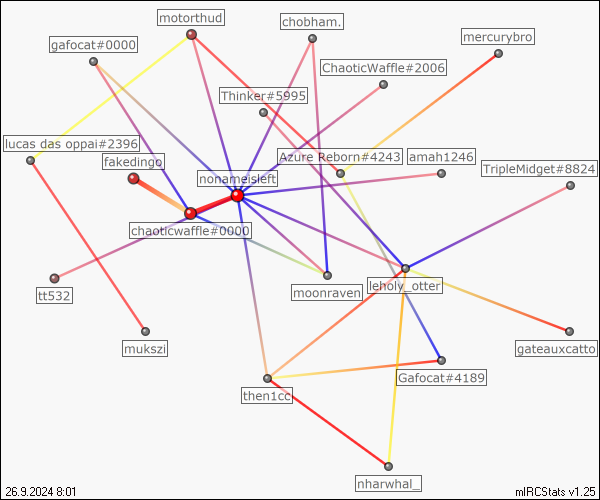 motorthud
chobham.
mercurybro
gafocat#0000
ChaoticWaffle#2006
Thinker#5995
lucas das oppai#2396
fakedingo
Azure Reborn#4243
amah1246
TripleMidget#8824
nonameisleft
chaoticwaffle#0000
tt532
moonraven
leholy_otter
mukszi
gateauxcatto
Gafocat#4189
then1cc
nharwhal_
26.9.2024 8:01
mIRCStats v1.25